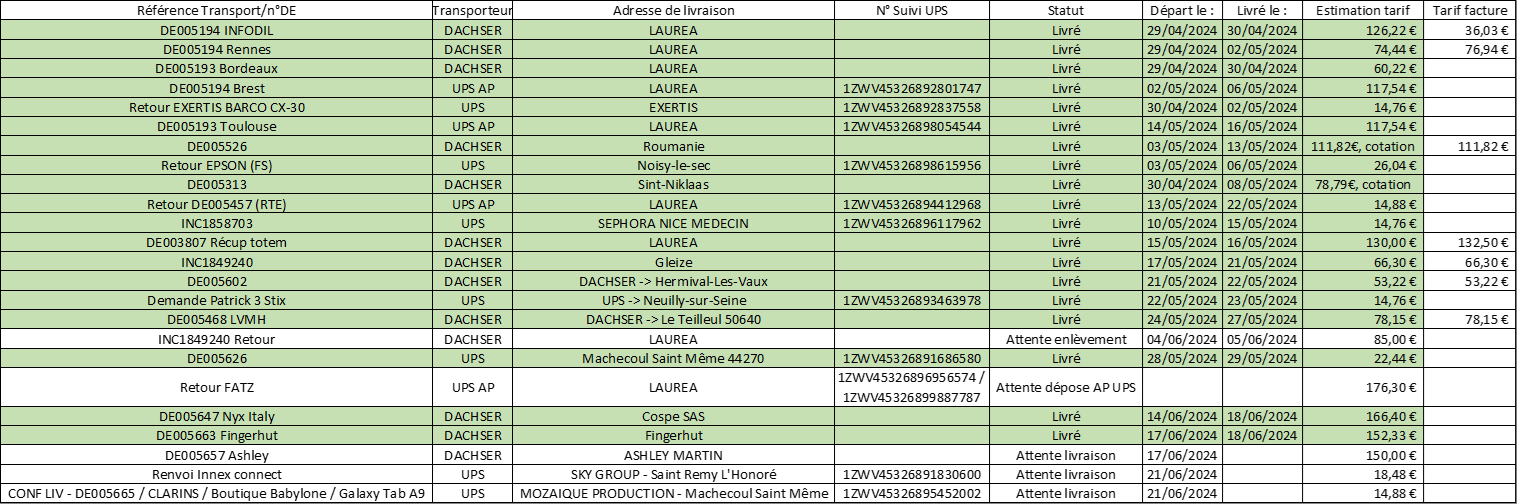 Référence Transport/n°DE Transporteur Adresse de livraison N° Suivi UPS Statut Départ le : Livré le : Estimation tarif Tarif facture
DE005194 INFODIL DACHSER LAUREA Livré 29/04/2024 30/04/2024 126,22 € 36,03 €
DE005194 Rennes DACHSER LAUREA Livré 29/04/2024 02/05/2024 74,44 € 76,94 €
DE005193 Bordeaux DACHSER LAUREA Livré 29/04/2024 30/04/2024 60,22 €
DE005194 Brest UPS AP LAUREA 1ZWV45326892801747 Livré 02/05/2024 06/05/2024 117,54 €
Retour EXERTIS BARCO CX-30 UPS EXERTIS 1ZWV45326892837558 Livré 30/04/2024 02/05/2024 14,76 €
DE005193 Toulouse UPS AP LAUREA 1ZWV45326898054544 Livré 14/05/2024 16/05/2024 117,54 €
DE005526 DACHSER Roumanie Livré 03/05/2024 13/05/2024 111,82€, cotation 111,82 €
Retour EPSON (FS) UPS Noisy-le-sec 1ZWV45326898615956 Livré 03/05/2024 06/05/2024 26,04 €
DE005313 DACHSER Sint-Niklaas Livré 30/04/2024 08/05/2024 78,79€, cotation
Retour DE005457 (RTE) UPS AP LAUREA 1ZWV45326894412968 Livré 13/05/2024 22/05/2024 14,88 €
INC1858703 UPS SEPHORA NICE MEDECIN 1ZWV45326896117962 Livré 10/05/2024 15/05/2024 14,76 €
DE003807 Récup totem DACHSER LAUREA Livré 15/05/2024 16/05/2024 130,00 € 132,50 €
INC1849240 DACHSER Gleize Livré 17/05/2024 21/05/2024 66,30 € 66,30 €
DE005602 DACHSER DACHSER -> Hermival-Les-Vaux Livré 21/05/2024 22/05/2024 53,22 € 53,22 €
Demande Patrick 3 Stix UPS UPS -> Neuilly-sur-Seine 1ZWV45326893463978 Livré 22/05/2024 23/05/2024 14,76 €
DE005468 LVMH DACHSER DACHSER -> Le Teilleul 50640 Livré 24/05/2024 27/05/2024 78,15 € 78,15 €
INC1849240 Retour DACHSER LAUREA Attente enlèvement 04/06/2024 05/06/2024 85,00 €
DE005626 UPS Machecoul Saint Même 44270 1ZWV45326891686580 Livré 28/05/2024 29/05/2024 22,44 €
Retour FATZ UPS AP LAUREA 1ZWV45326896956574 / 
1ZWV45326899887787 Attente dépose AP UPS 176,30 €
DE005647 Nyx Italy DACHSER Cospe SAS Livré 14/06/2024 18/06/2024 166,40 €
DE005663 Fingerhut DACHSER Fingerhut Livré 17/06/2024 18/06/2024 152,33 €
DE005657 Ashley DACHSER ASHLEY MARTIN Attente livraison 17/06/2024 150,00 €
Renvoi Innex connect UPS SKY GROUP - Saint Remy L'Honoré 1ZWV45326891830600 Attente livraison 21/06/2024 18,48 €
CONF LIV - DE005665 / CLARINS / Boutique Babylone / Galaxy Tab A9 UPS MOZAIQUE PRODUCTION - Machecoul Saint Même 1ZWV45326895452002 Attente livraison 21/06/2024 14,88 €